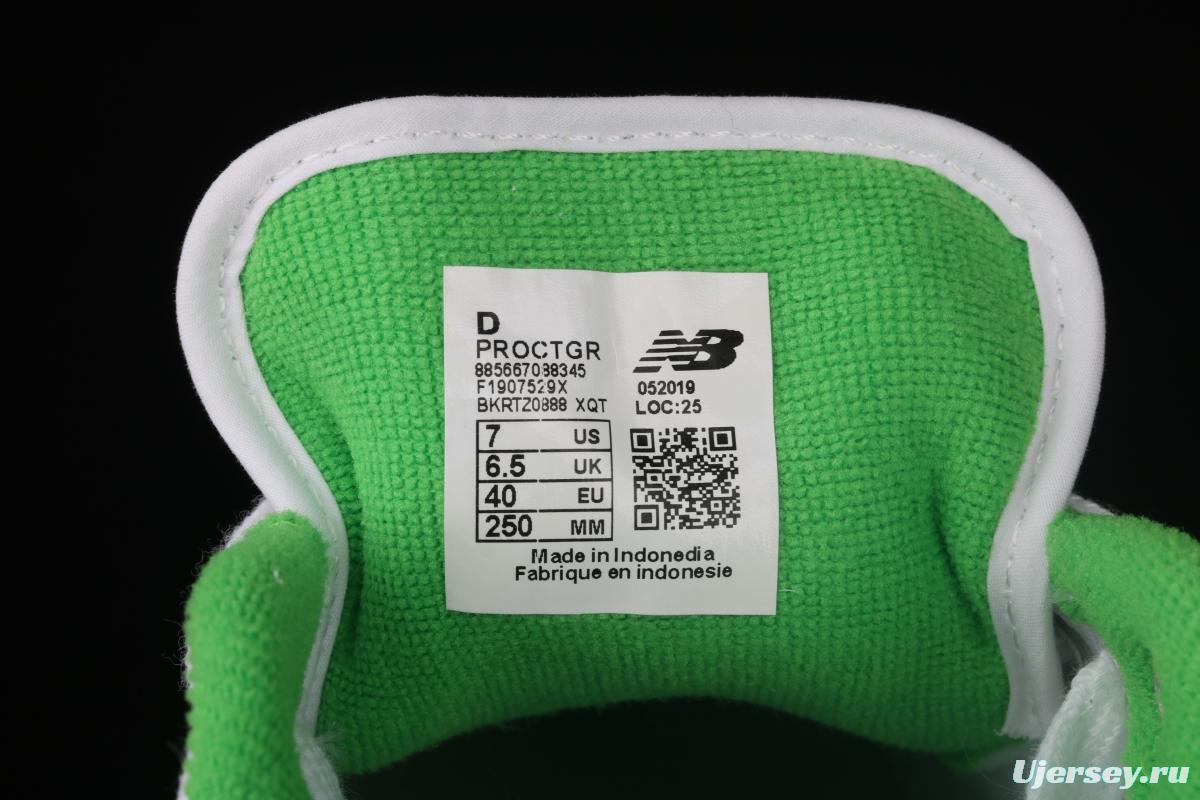 D
PROCTGR
885667088345
F1907529X
BKRTZ0888 XQT
NB
052019
LOC:25
7 US
6.5 UK
40 EU
250 MM
Made in Indonedia
Fabrique en indonesie
Ujersey.ru